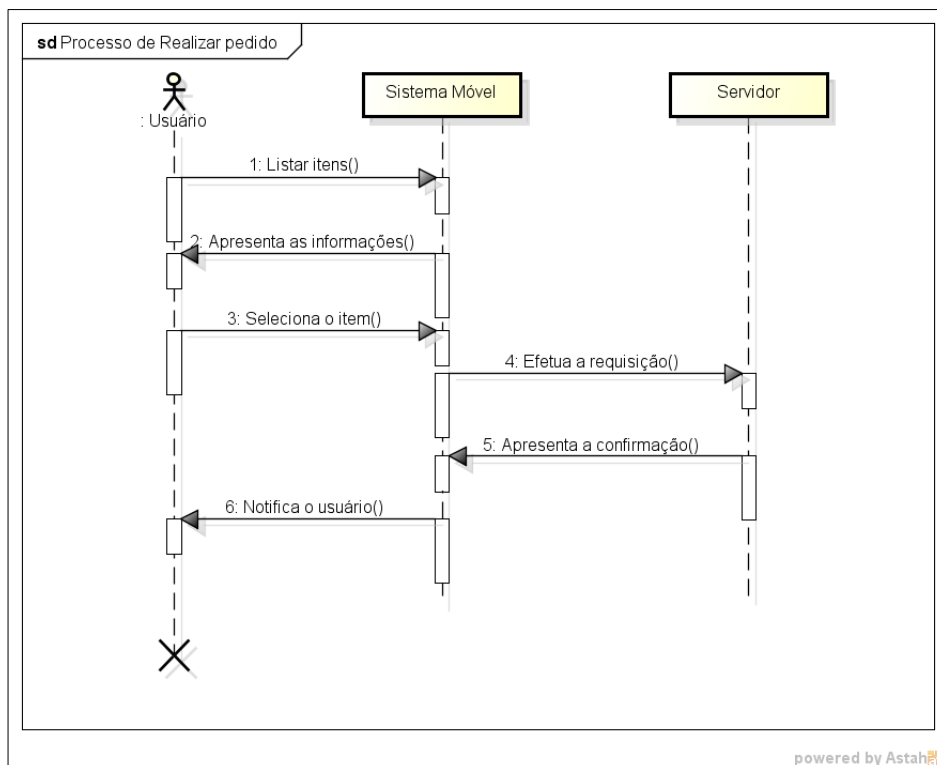 sd Processo de Realizar pedido
: Usuário
Sistema Móvel
Servidor
1: Listar itens()
2: Apresenta as informações()
3: Seleciona o item()
4: Efetua a requisição()
5: Apresenta a confirmação()
6: Notifica o usuário()
powered by Astah